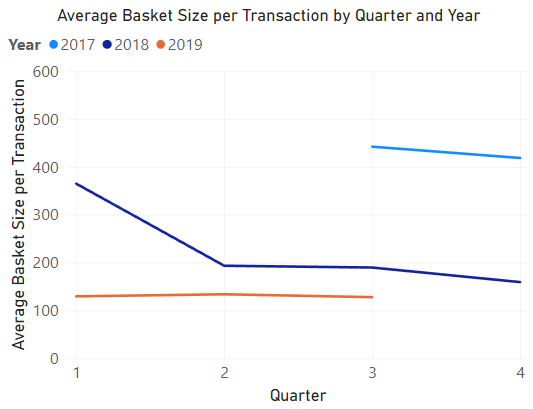 Average Basket Size per Transaction by Quarter and Year
Year 2017 2018 2019
Average Basket Size per Transaction
600
500
400
300
200
100
0
1 2 3 4
Quarter